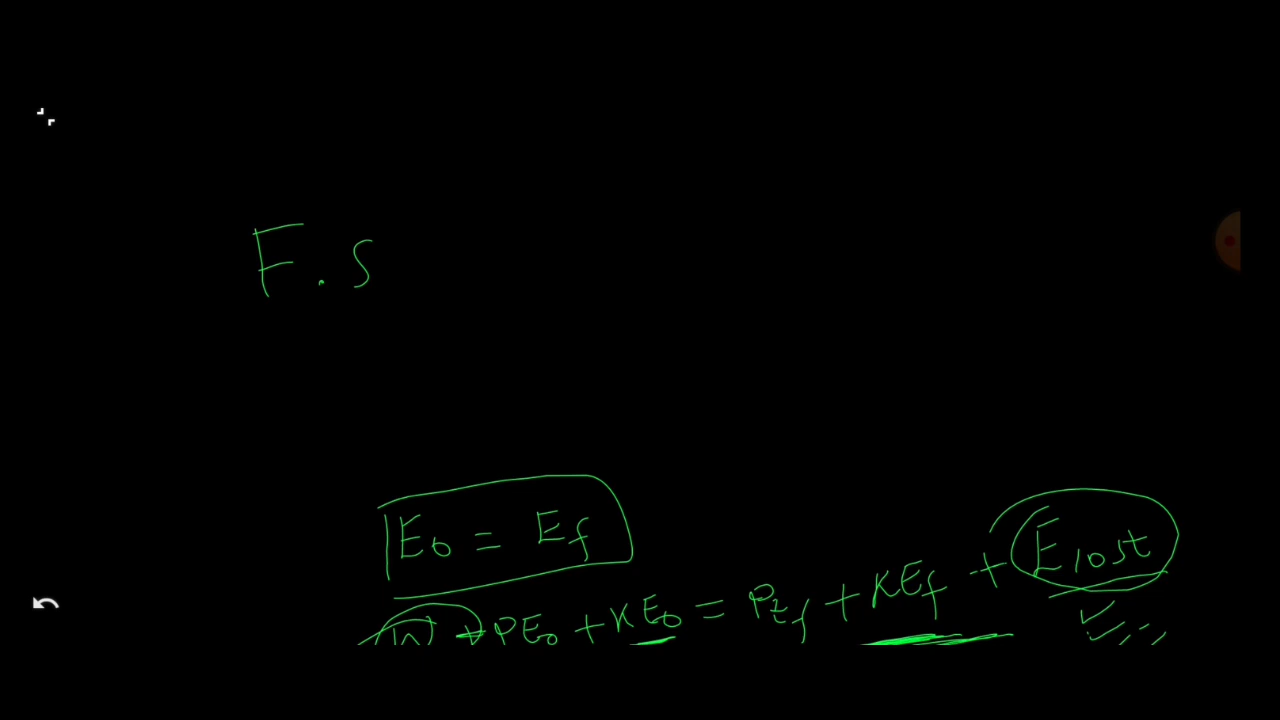 F.s
E0 = Ef
+PE0 + KE0 = PEf + KEf + Elost